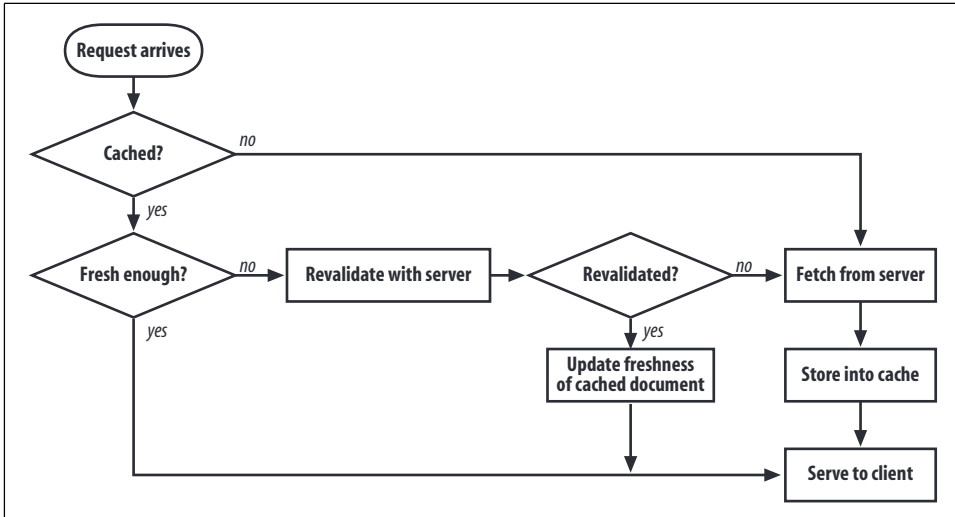 Request arrives
Cached?
no
yes
Fresh enough?
no
Revalidate with server
Revalidated?
no
Fetch from server
yes
yes
Update freshness
of cached document
Store into cache
Serve to client